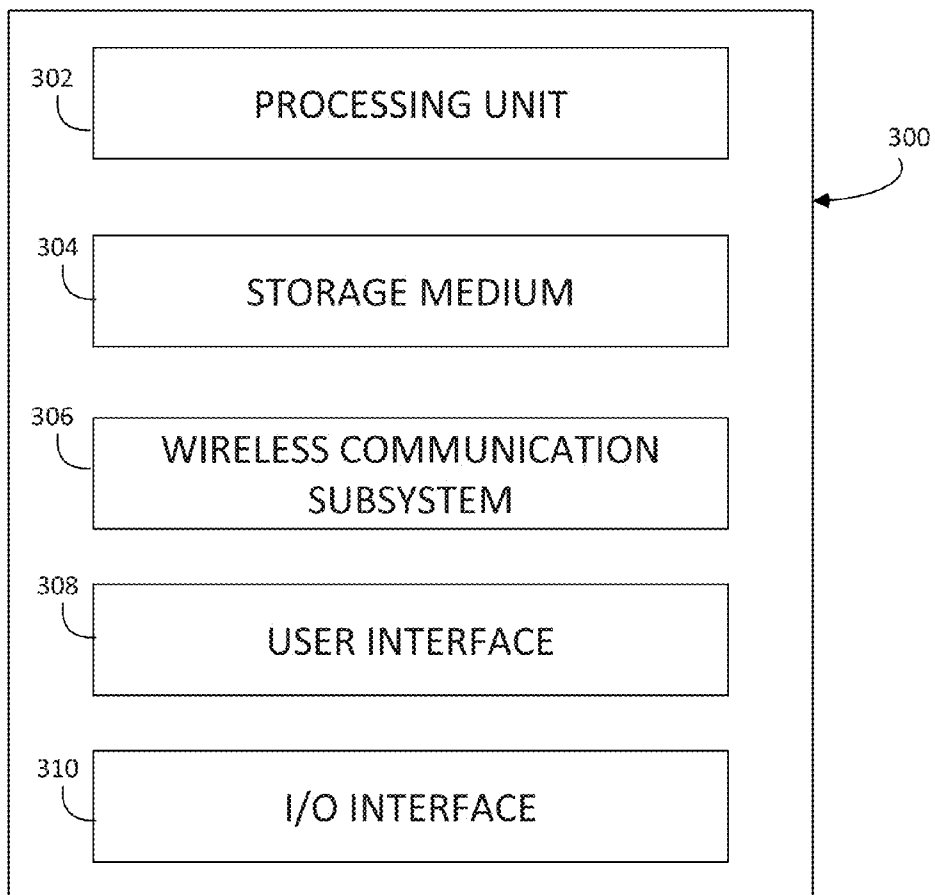 302
PROCESSING UNIT
300
304
STORAGE MEDIUM
306
WIRELESS COMMUNICATION
SUBSYSTEM
308
USER INTERFACE
310
I/O INTERFACE